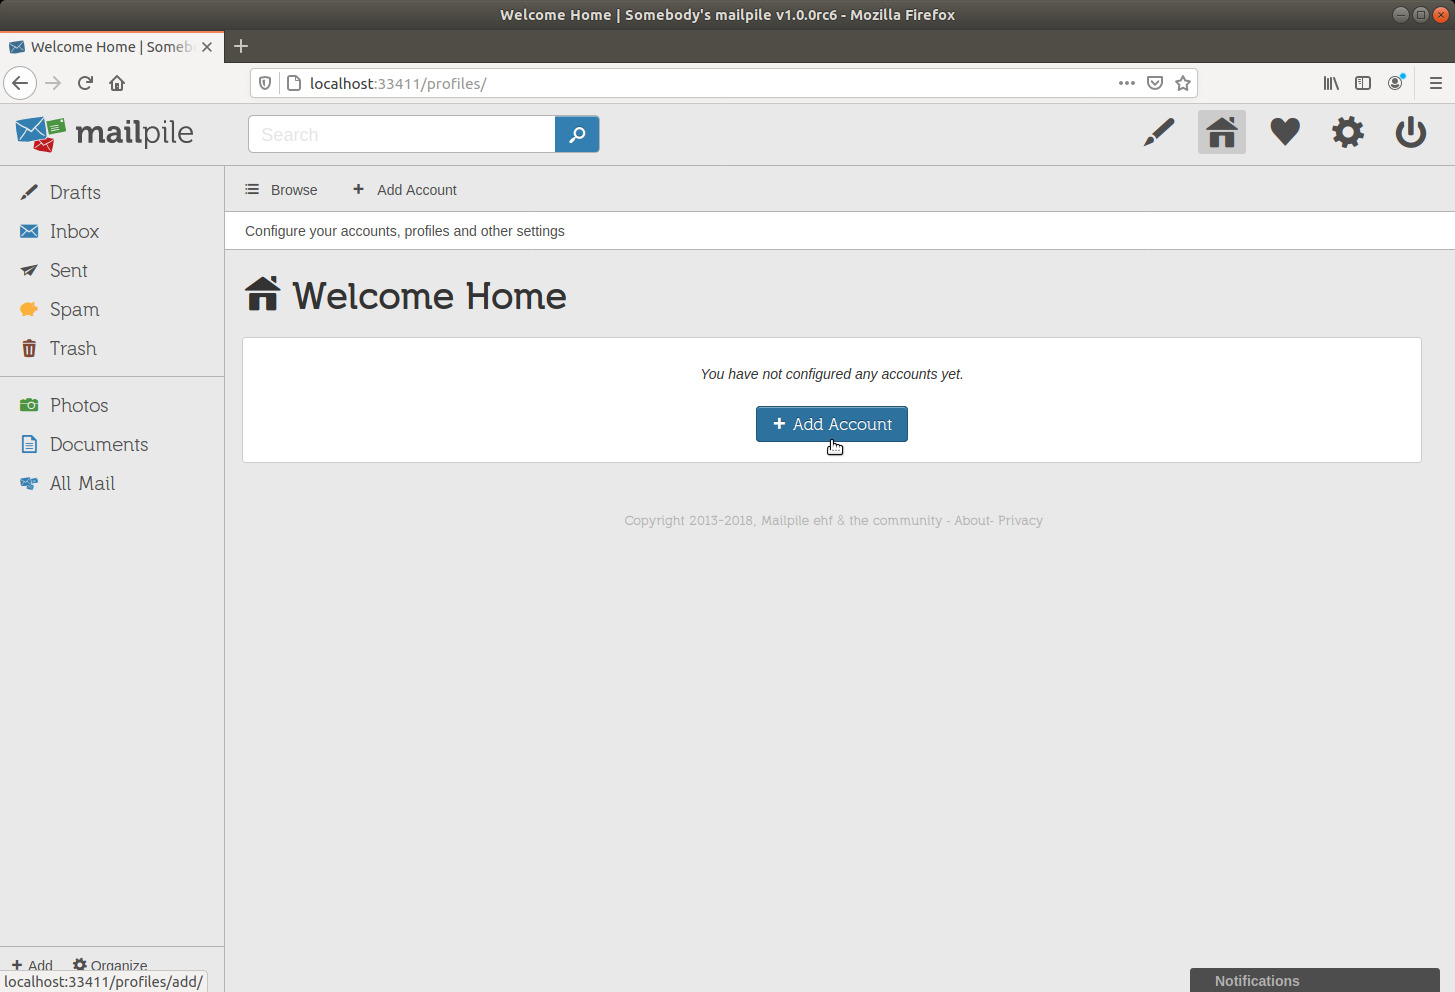 Welcome Home | Somebody's mailpile v1.0.0rc6 - Mozilla Firefox
Welcome Home | Someb
localhost:33411/profiles/
mailpile
Search
Drafts
Inbox
Sent
Spam
Trash
Photos
Documents
All Mail
Browse
Add Account
Configure your accounts, profiles and other settings
Welcome Home
You have not configured any accounts yet.
Add Account
Copyright 2013-2018, Mailpile ehf & the community - About- Privacy
Add Organize
localhost:33411/profiles/add/
Notifications